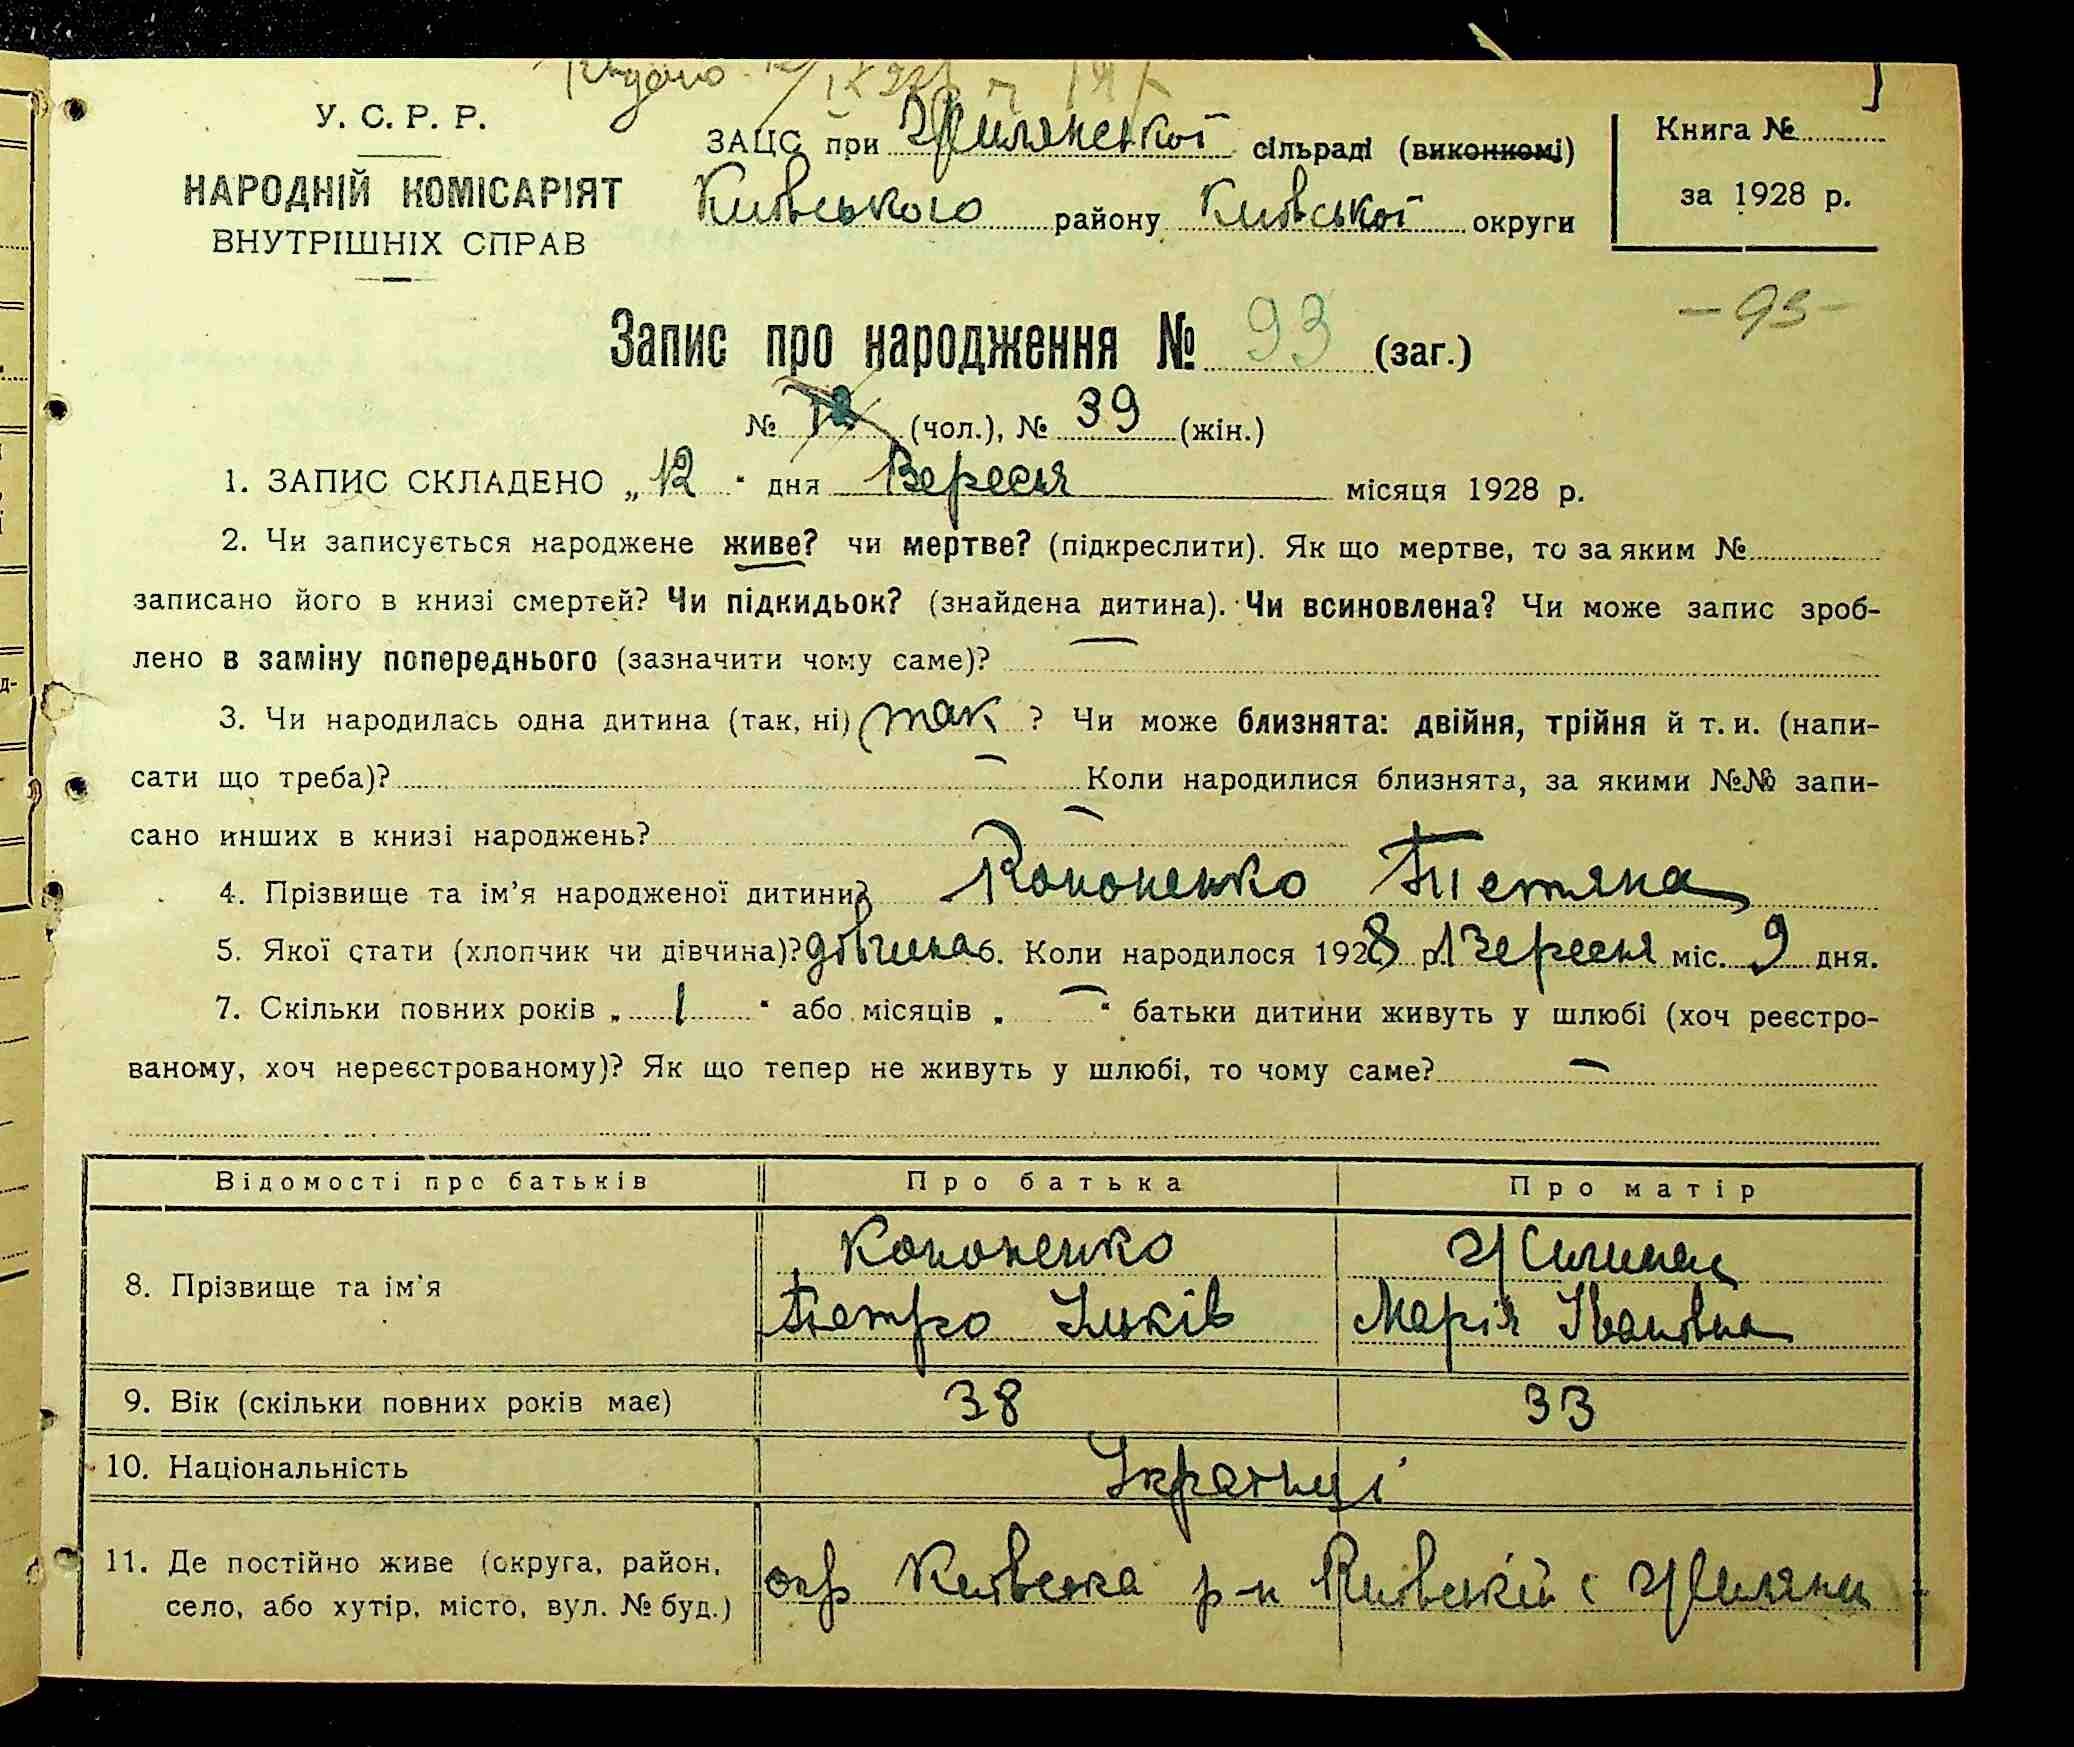 Видано
У. С. Р. Р.
НАРОДНІЙ КОМІСАРІЯТ
ВНУТРІШНІХ СПРАВ
ЗАЦС при Жилянської сільраді (виконкомі)
Київського району Київської округи
Книга №
за 1928 р.
- 93 -
Запис про народження № 93 (заг.)
№ 12 (чол.), № 39 (жін.)
1. ЗАПИС СКЛАДЕНО „12“ дня Вересня місяця 1928 р.
2. Чи записується народжене живе? чи мертве? (підкреслити). Як що мертве, то за яким №
записано його в книзі смертей? Чи підкидьок? (знайдена дитина). Чи всиновлена? Чи може запис зроб-
лено в заміну попереднього (зазначити чому саме)? —
3. Чи народилась одна дитина (так, ні) так ? Чи може близнята: двійня, трійня й т. и. (напи-
сати що треба)? — Коли народилися близнята, за якими №№ запи-
сано инших в книзі народжень? —
4. Прізвище та ім’я народженої дитини? Кононенко Тетяна
5. Якої стати (хлопчик чи дівчина)? дівчина 6. Коли народилося 1928 р. Вересня міс. 9 дня.
7. Скільки повних років „ 1 “ або місяців „ — “ батьки дитини живуть у шлюбі (хоч реєстро-
ваному, хоч нереєстрованому)? Як що тепер не живуть у шлюбі, то чому саме? —
Відомості про батьків Про батька Про матір
8. Прізвище та ім’я
Кононенко
Петро Ільків
Марія Івановна
9. Вік (скільки повних років має) 38 33
10. Національність Українці
11. Де постійно живе (округа, район,
село, або хутір, місто, вул. № буд.)
окр Київська р-н Київській с Жиляни